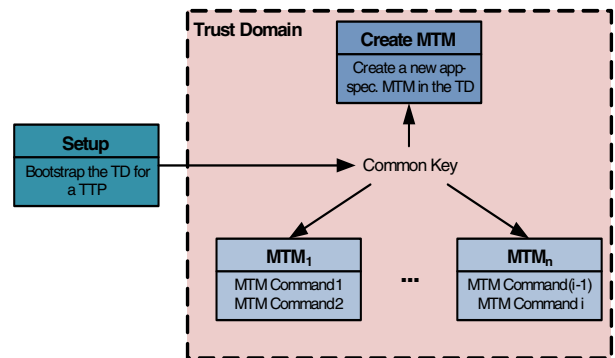 Trust Domain
Create MTM
Create a new app-
spec. MTM in the TD
Setup
Bootstrap the TD for
a TTP
Common Key
MTM₁
MTM Command1
MTM Command2
...
MTMₙ
MTM Command(i-1)
MTM Command i